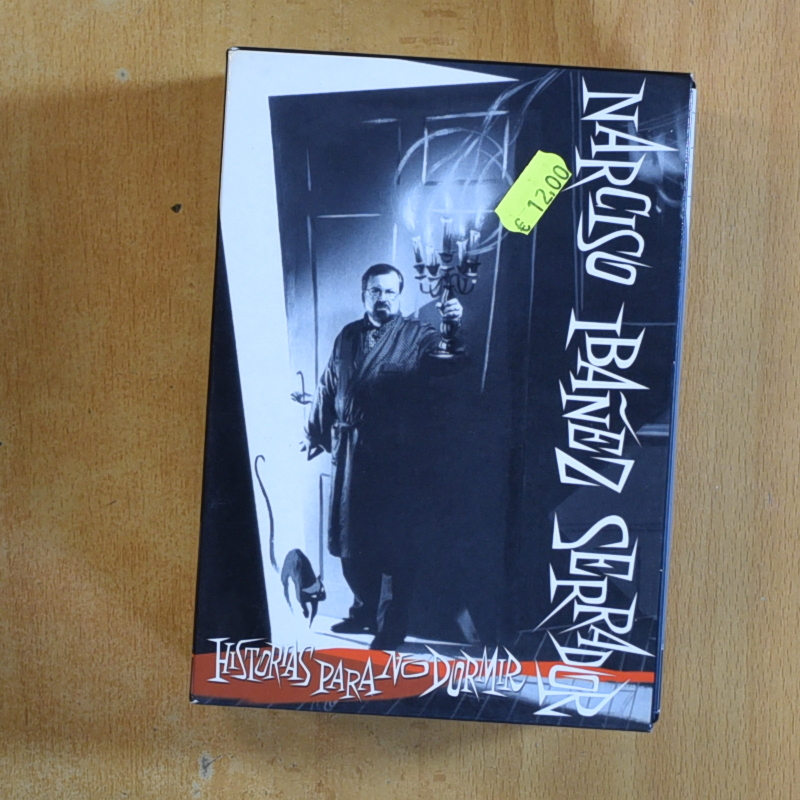 NARCISO IBAÑEZ SERRADOR
€ 12,00
HISTORIAS PARA NO DORMIR